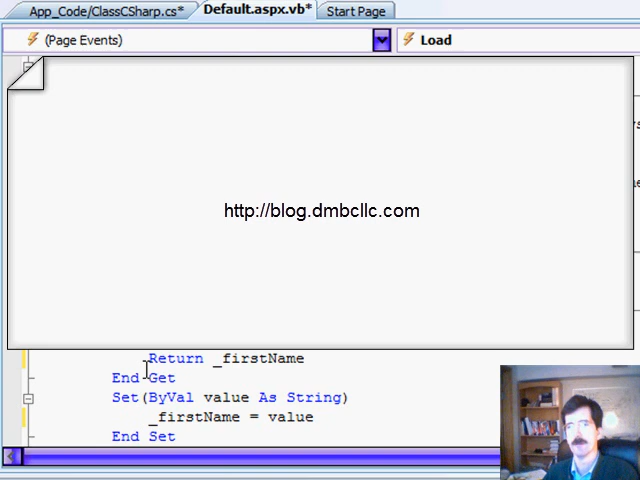 App_Code/ClassCSharp.cs* Default.aspx.vb* Start Page
(Page Events) Load
http://blog.dmbcllc.com
Return _firstName
End Get
Set(ByVal value As String)
_firstName = value
End Set